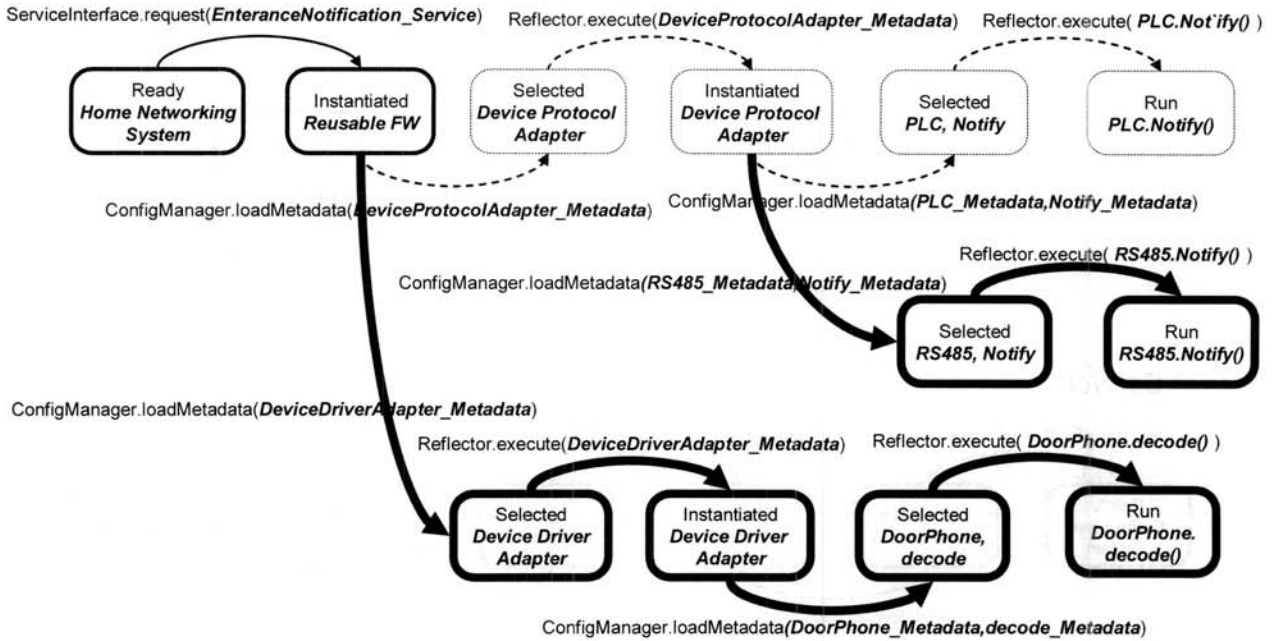 ServiceInterface.request(EnteranceNotification_Service)
Reflector.execute(DeviceProtocolAdapter_Metadata)
Reflector.execute( PLC.Not`ify() )
Ready
Home Networking
System
Instantiated
Reusable FW
Selected
Device Protocol
Adapter
Instantiated
Device Protocol
Adapter
Selected
PLC, Notify
Run
PLC.Notify()
ConfigManager.loadMetadata(DeviceProtocolAdapter_Metadata)
ConfigManager.loadMetadata(PLC_Metadata,Notify_Metadata)
Reflector.execute( RS485.Notify() )
ConfigManager.loadMetadata(RS485_Metadata,Notify_Metadata)
Selected
RS485, Notify
Run
RS485.Notify()
ConfigManager.loadMetadata(DeviceDriverAdapter_Metadata)
Reflector.execute(DeviceDriverAdapter_Metadata)
Reflector.execute( DoorPhone.decode() )
Selected
Device Driver
Adapter
Instantiated
Device Driver
Adapter
Selected
DoorPhone,
decode
Run
DoorPhone.
decode()
ConfigManager.loadMetadata(DoorPhone_Metadata,decode_Metadata)